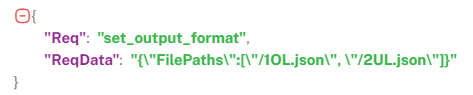 {
"Req": "set_output_format",
"ReqData": "{\"FilePaths\":[\"/1OL.json\", \"/2UL.json\"]}"
}